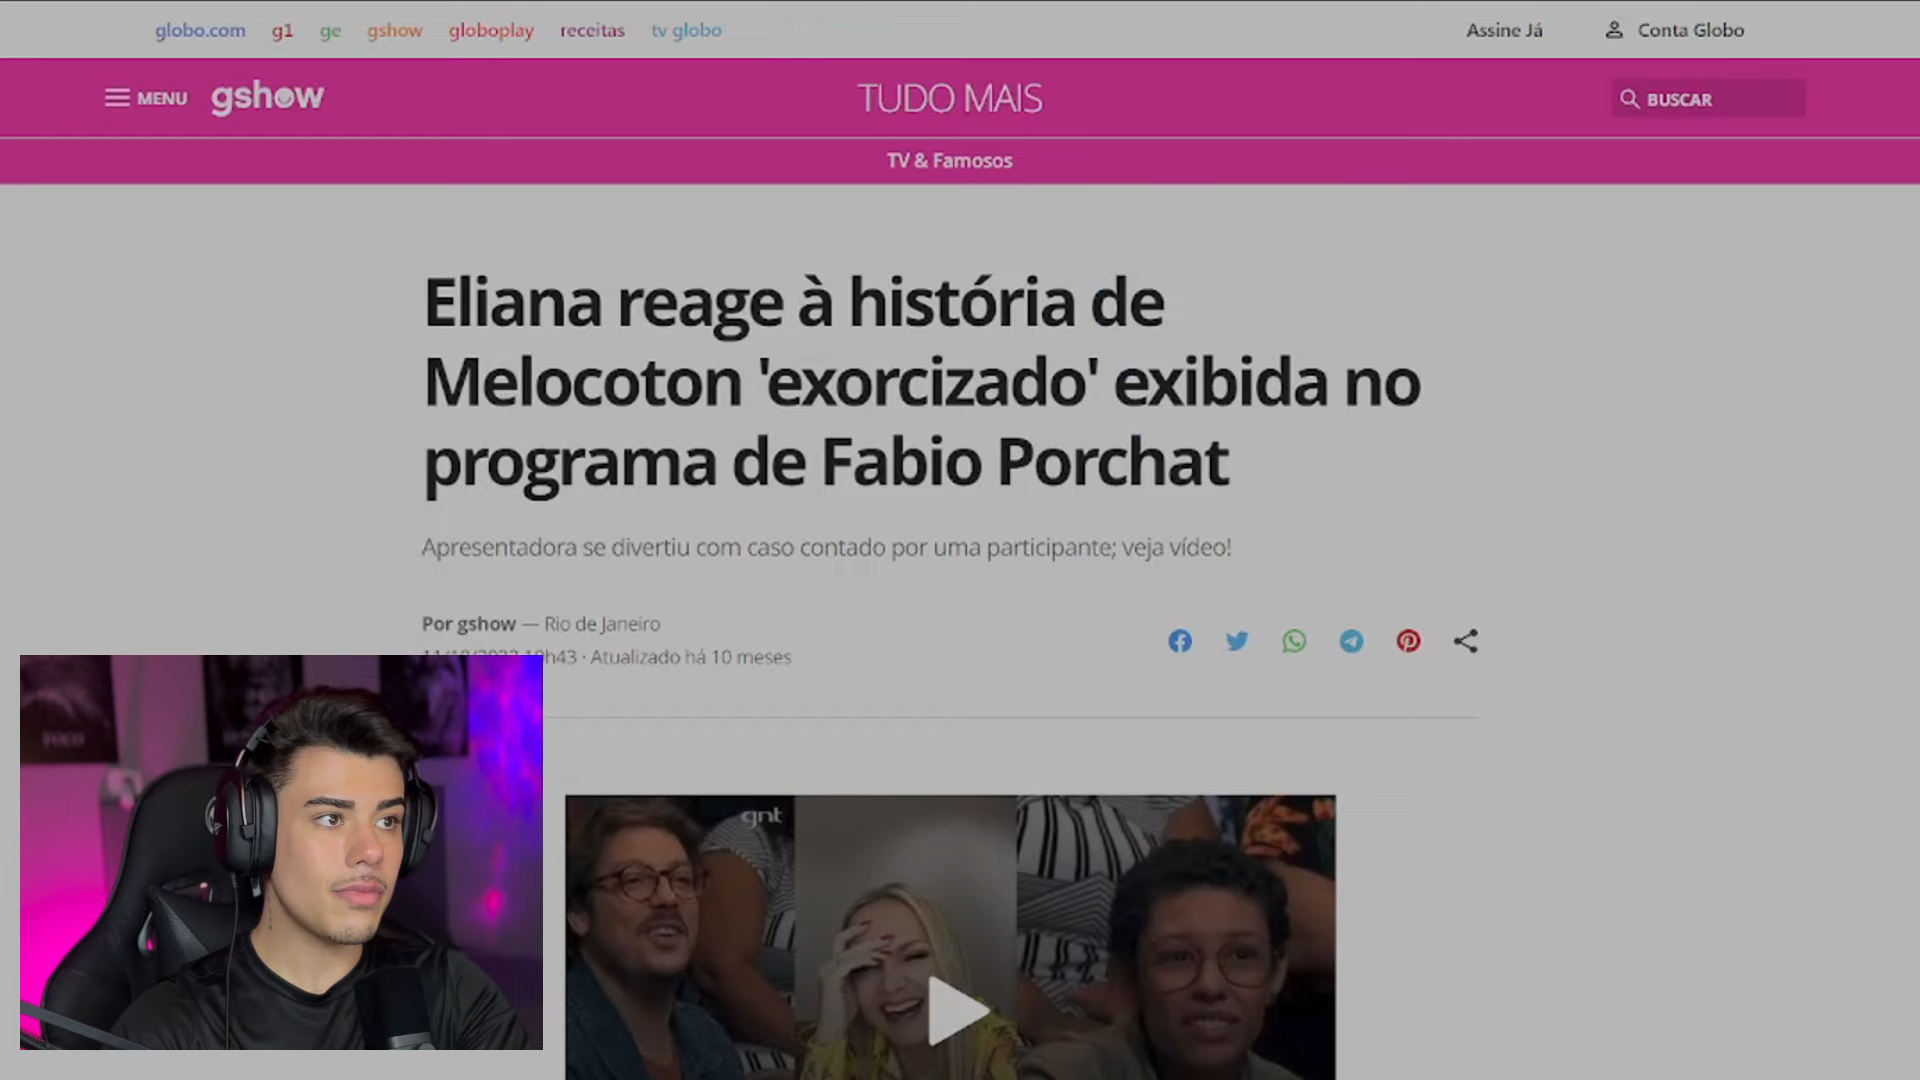 globo.com g1 ge gshow globoplay receitas tv globo Assine Já Conta Globo
MENU gshow TUDO MAIS BUSCAR
TV & Famosos
Eliana reage à história de
Melocoton 'exorcizado' exibida no
programa de Fabio Porchat
Apresentadora se divertiu com caso contado por uma participante; veja vídeo!
Por gshow — Rio de Janeiro
h43 · Atualizado há 10 meses
gnt